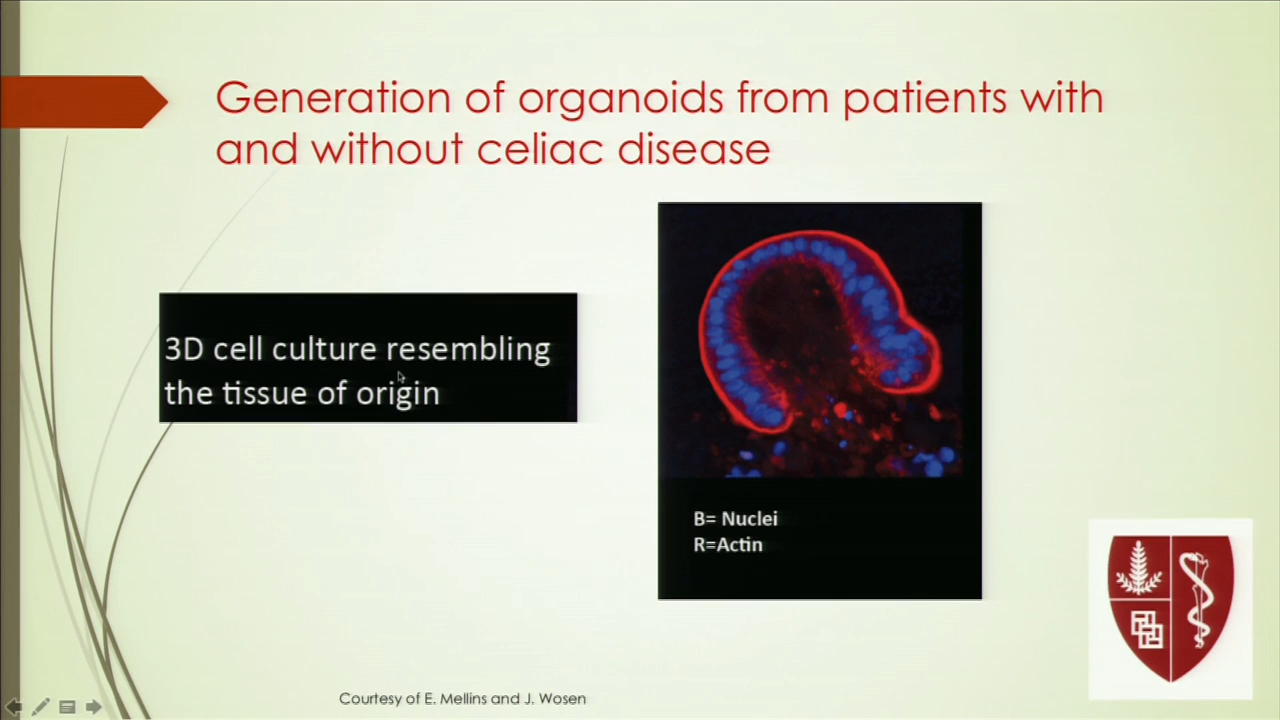 Generation of organoids from patients with
and without celiac disease
3D cell culture resembling
the tissue of origin
B= Nuclei
R=Actin
Courtesy of E. Mellins and J. Wosen